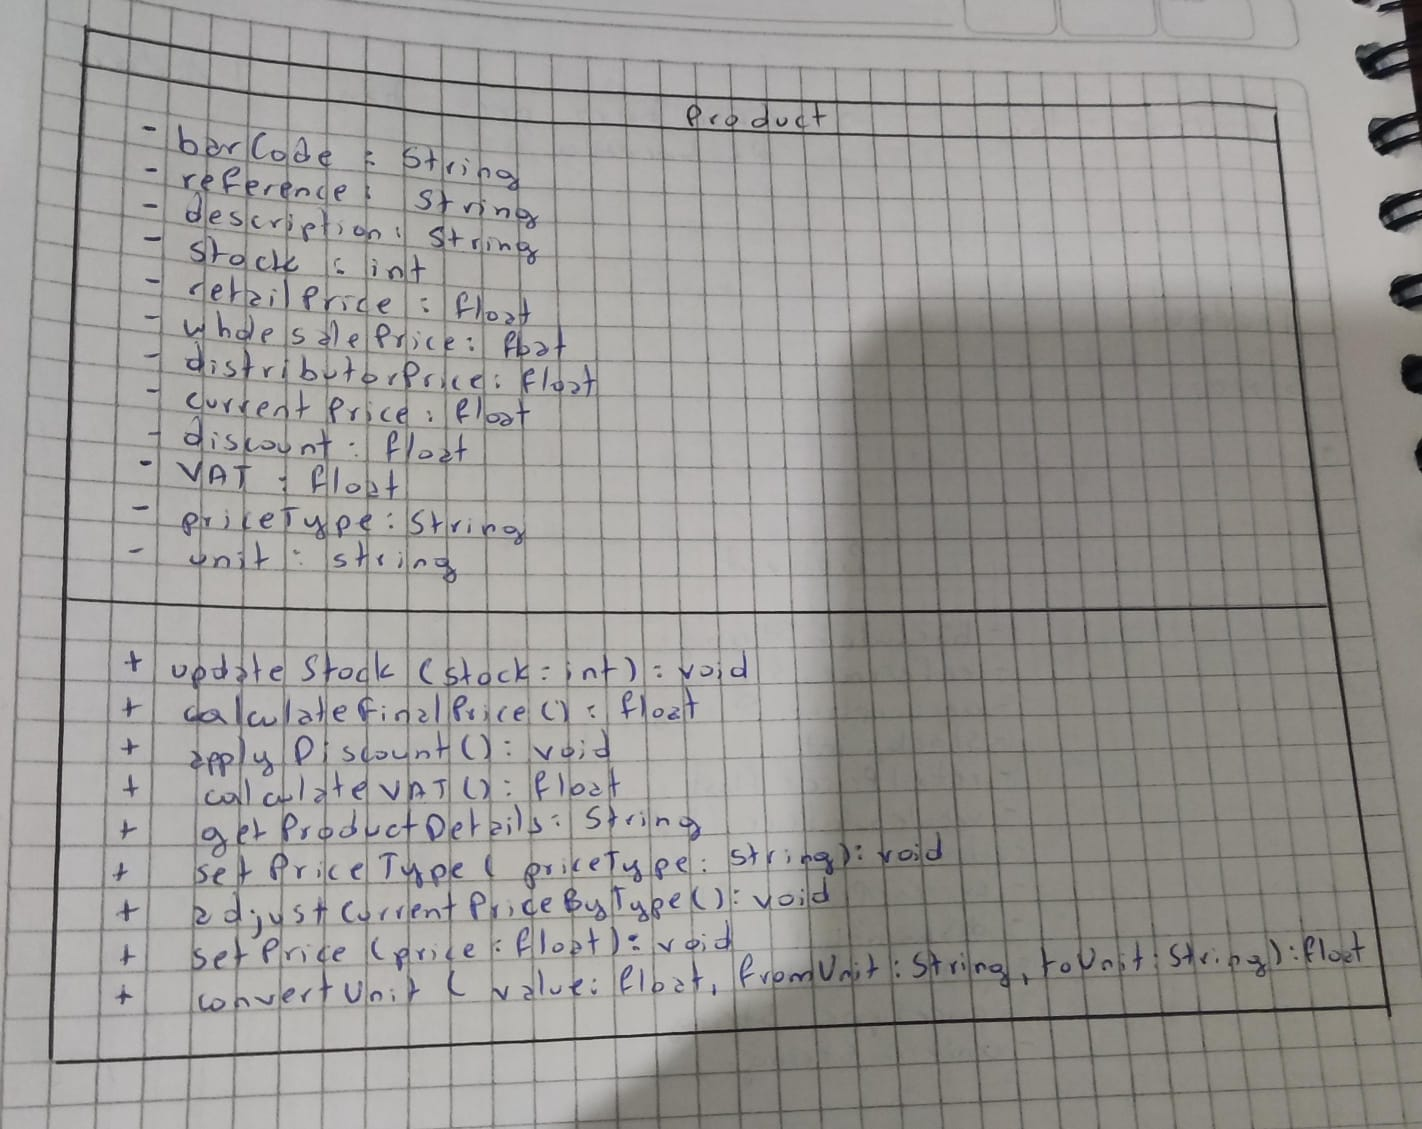 Product
- barCode : String
- reference : String
- description : String
- stock : int
- retailPrice : float
- wholesalePrice : float
- distributorPrice : float
- currentPrice : float
- discount : float
- VAT : float
- priceType : String
- unit : string
+ updateStock (stock : int) : void
+ calculateFinalPrice () : float
+ applyDiscount () : void
+ calculateVAT () : float
+ getProductDetails : String
+ setPriceType ( priceType : string) : void
+ adjustCurrentPriceByType () : void
+ setPrice (price : float) : void
+ convertUnit ( value : float, fromUnit : String, toUnit : String) : float